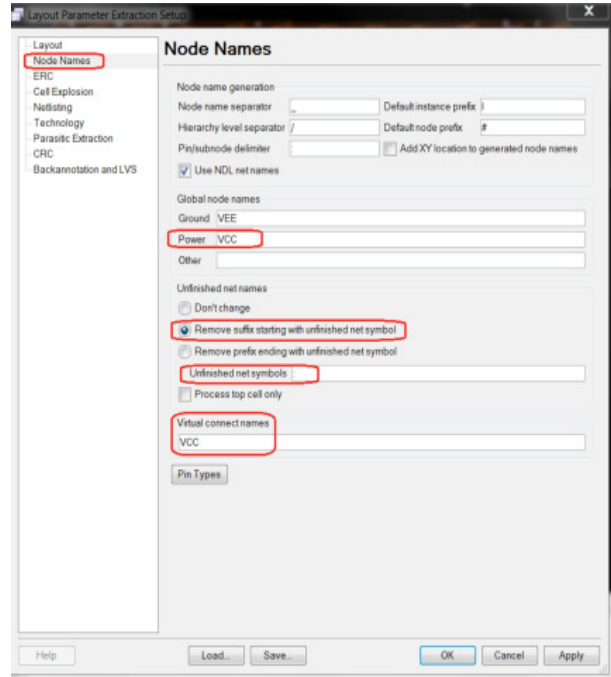 Layout Parameter Extraction Setup
x
Layout
Node Names
ERC
Cell Explosion
Netlisting
Technology
Parasitic Extraction
CRC
Backannotation and LVS
Node Names
Node name generation
Node name separator _ Default instance prefix I
Hierarchy level separator / Default node prefix #
Pin/subnode delimiter : Add XY location to generated node names
Use NDL net names
Global node names
Ground VEE
Power VCC
Other
Unfinished net names
Don't change
Remove suffix starting with unfinished net symbol
Remove prefix ending with unfinished net symbol
Unfinished net symbols :
Process top cell only
Virtual connect names
VCC
Pin Types
Help Load... Save... OK Cancel Apply